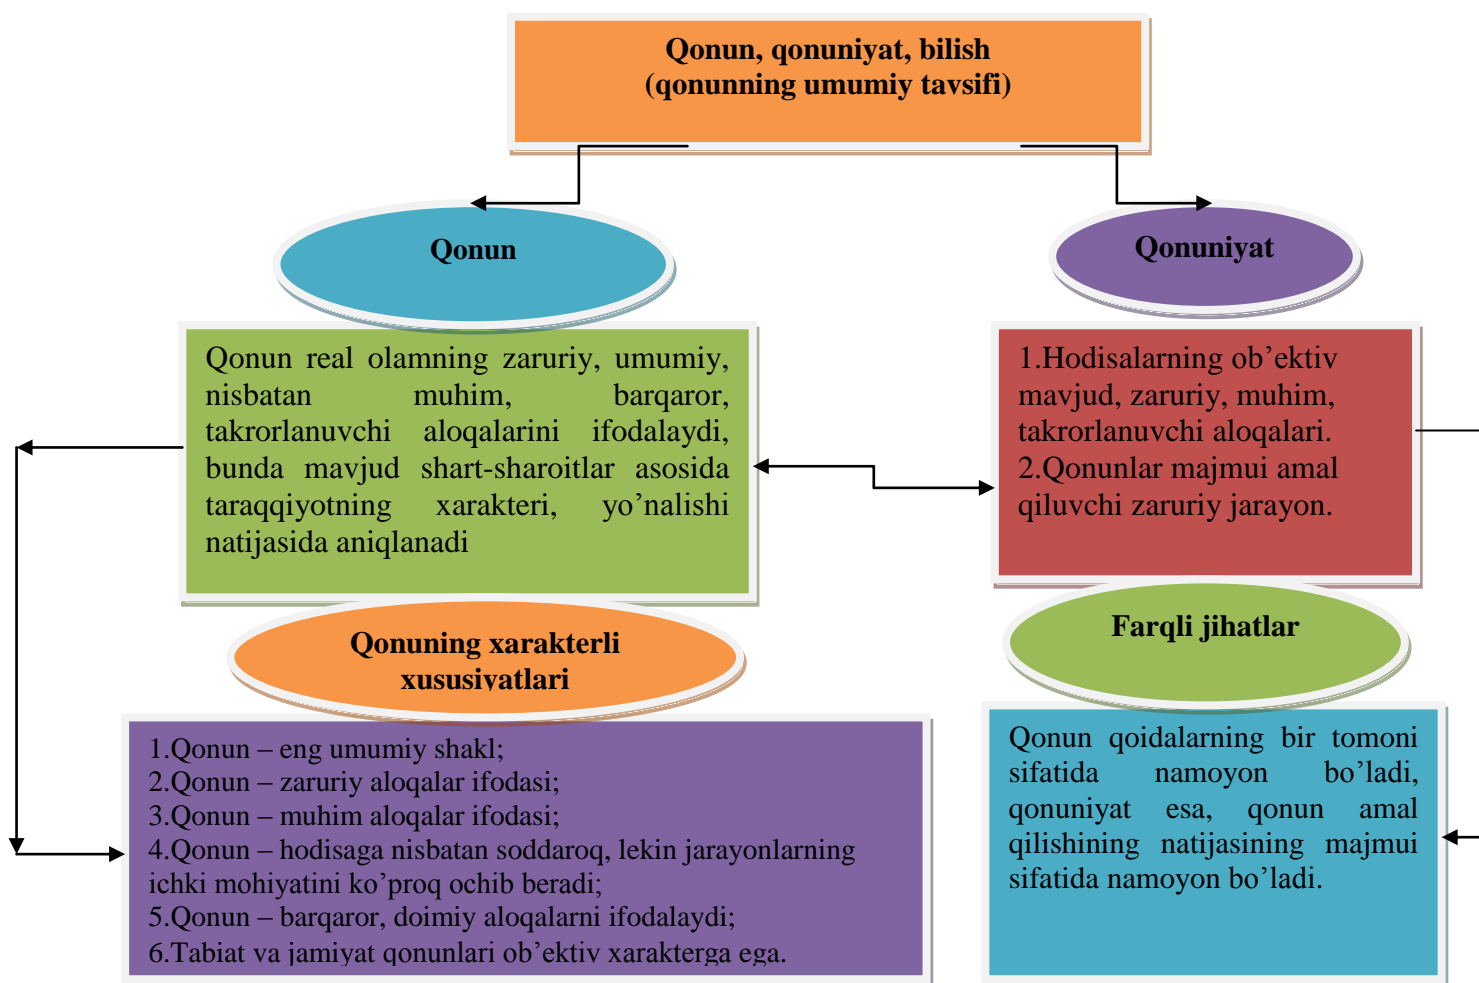 Qonun, qonuniyat, bilish
(qonunning umumiy tavsifi)
Qonun
Qonuniyat
Qonun real olamning zaruriy, umumiy,
nisbatan muhim, barqaror,
takrorlanuvchi aloqalarini ifodalaydi,
bunda mavjud shart-sharoitlar asosida
taraqqiyotning xarakteri, yo’nalishi
natijasida aniqlanadi
1.Hodisalarning ob’ektiv
mavjud, zaruriy, muhim,
takrorlanuvchi aloqalari.
2.Qonunlar majmui amal
qiluvchi zaruriy jarayon.
Qonuning xarakterli
xususiyatlari
Farqli jihatlar
1.Qonun – eng umumiy shakl;
2.Qonun – zaruriy aloqalar ifodasi;
3.Qonun – muhim aloqalar ifodasi;
4.Qonun – hodisaga nisbatan soddaroq, lekin jarayonlarning
ichki mohiyatini ko’proq ochib beradi;
5.Qonun – barqaror, doimiy aloqalarni ifodalaydi;
6.Tabiat va jamiyat qonunlari ob’ektiv xarakterga ega.
Qonun qoidalarning bir tomoni
sifatida namoyon bo’ladi,
qonuniyat esa, qonun amal
qilishining natijasining majmui
sifatida namoyon bo’ladi.